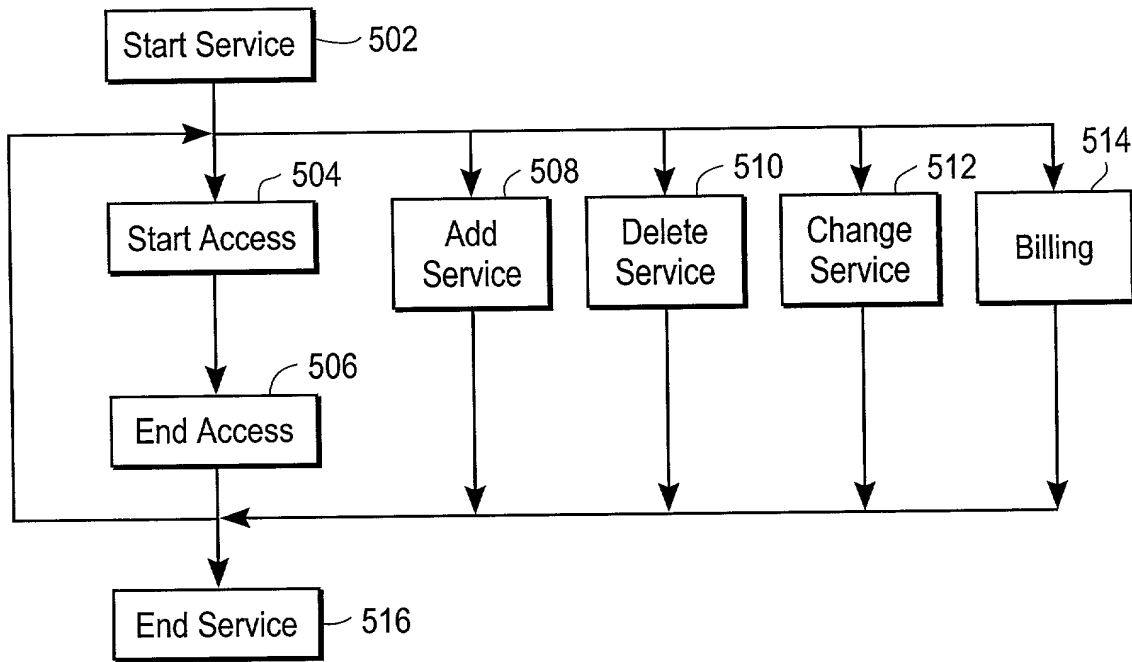 Start Service
502
504
Start Access
508
Add
Service
510
Delete
Service
512
Change
Service
514
Billing
506
End Access
End Service
516